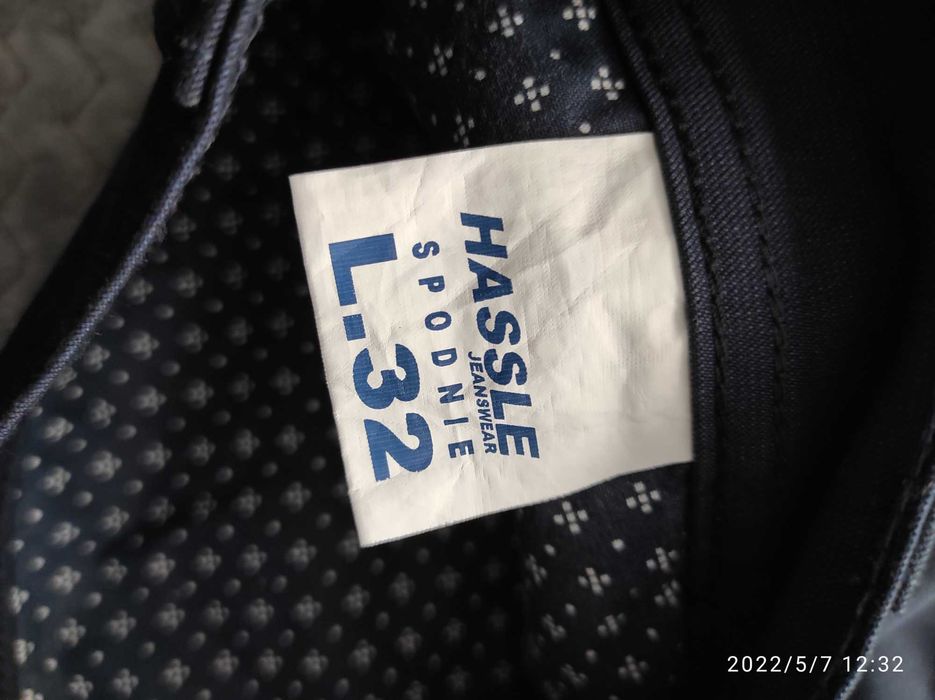 HASSLE
JEANSWEAR
SPODNIE
L.32
2022/5/7 12:32